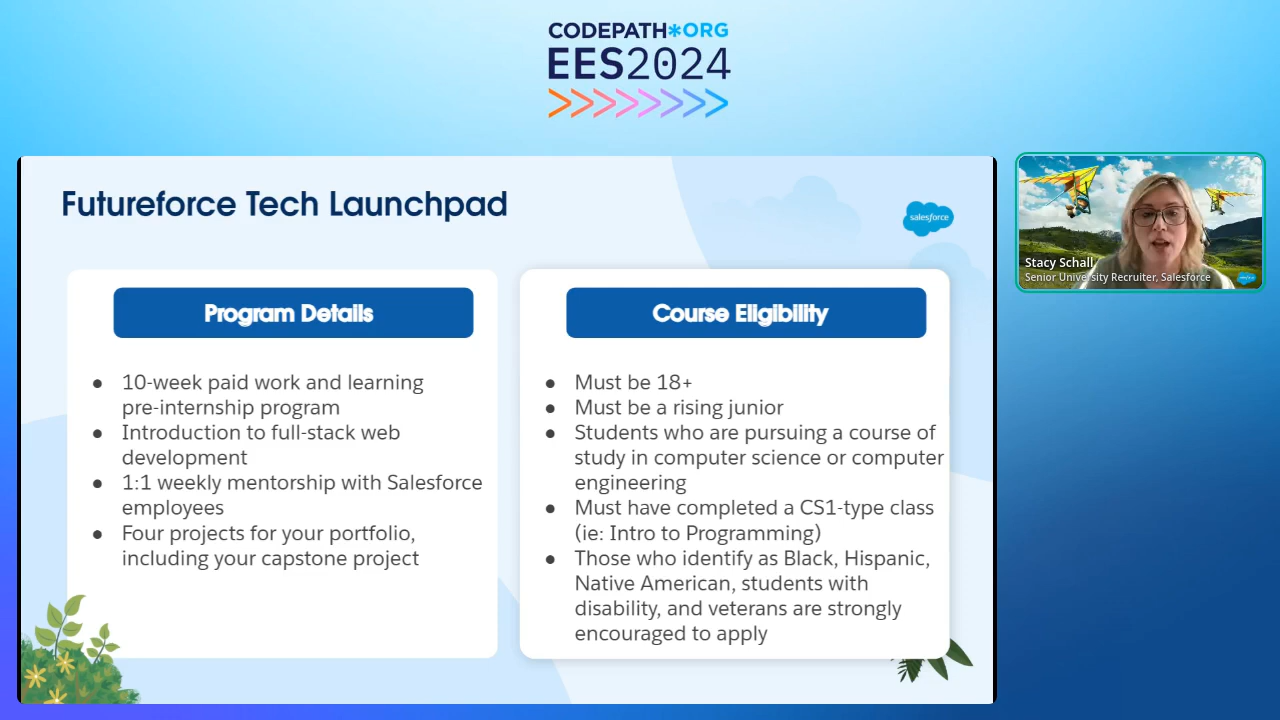 CODEPATH*ORG
EES2024
Futureforce Tech Launchpad
salesforce
Program Details
● 10-week paid work and learning
pre-internship program
● Introduction to full-stack web
development
● 1:1 weekly mentorship with Salesforce
employees
● Four projects for your portfolio,
including your capstone project
Course Eligibility
● Must be 18+
● Must be a rising junior
● Students who are pursuing a course of
study in computer science or computer
engineering
● Must have completed a CS1-type class
(ie: Intro to Programming)
● Those who identify as Black, Hispanic,
Native American, students with
disability, and veterans are strongly
encouraged to apply
Stacy Schall
Senior University Recruiter, Salesforce